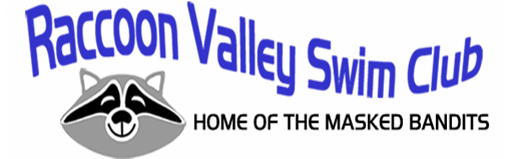 Raccoon Valley Swim Club
HOME OF THE MASKED BANDITS